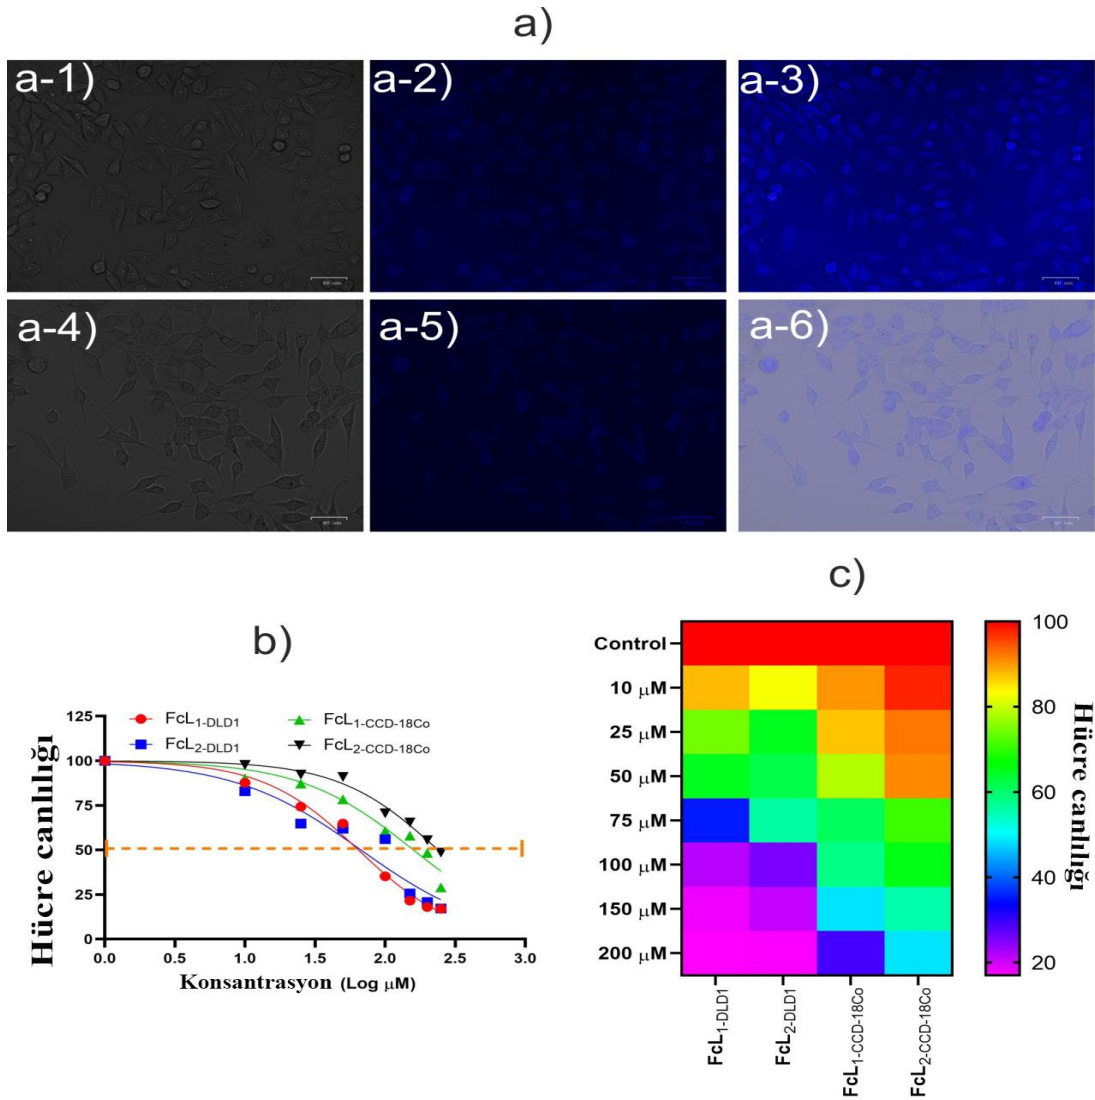 a)
a-1)
a-2)
a-3)
a-4)
a-5)
a-6)
b)
125
100
75
50
25
0
0.0 0.5 1.0 1.5 2.0 2.5 3.0
FcL1-DLD1
FcL2-DLD1
FcL1-CCD-18Co
FcL2-CCD-18Co
Hücre canlılığı
Konsantrasyon (Log μM)
c)
Control
10 μM
25 μM
50 μM
75 μM
100 μM
150 μM
200 μM
FcL1-DLD1
FcL2-DLD1
FcL1-CCD-18Co
FcL2-CCD-18Co
100
80
60
40
20
Hücre canlılığı